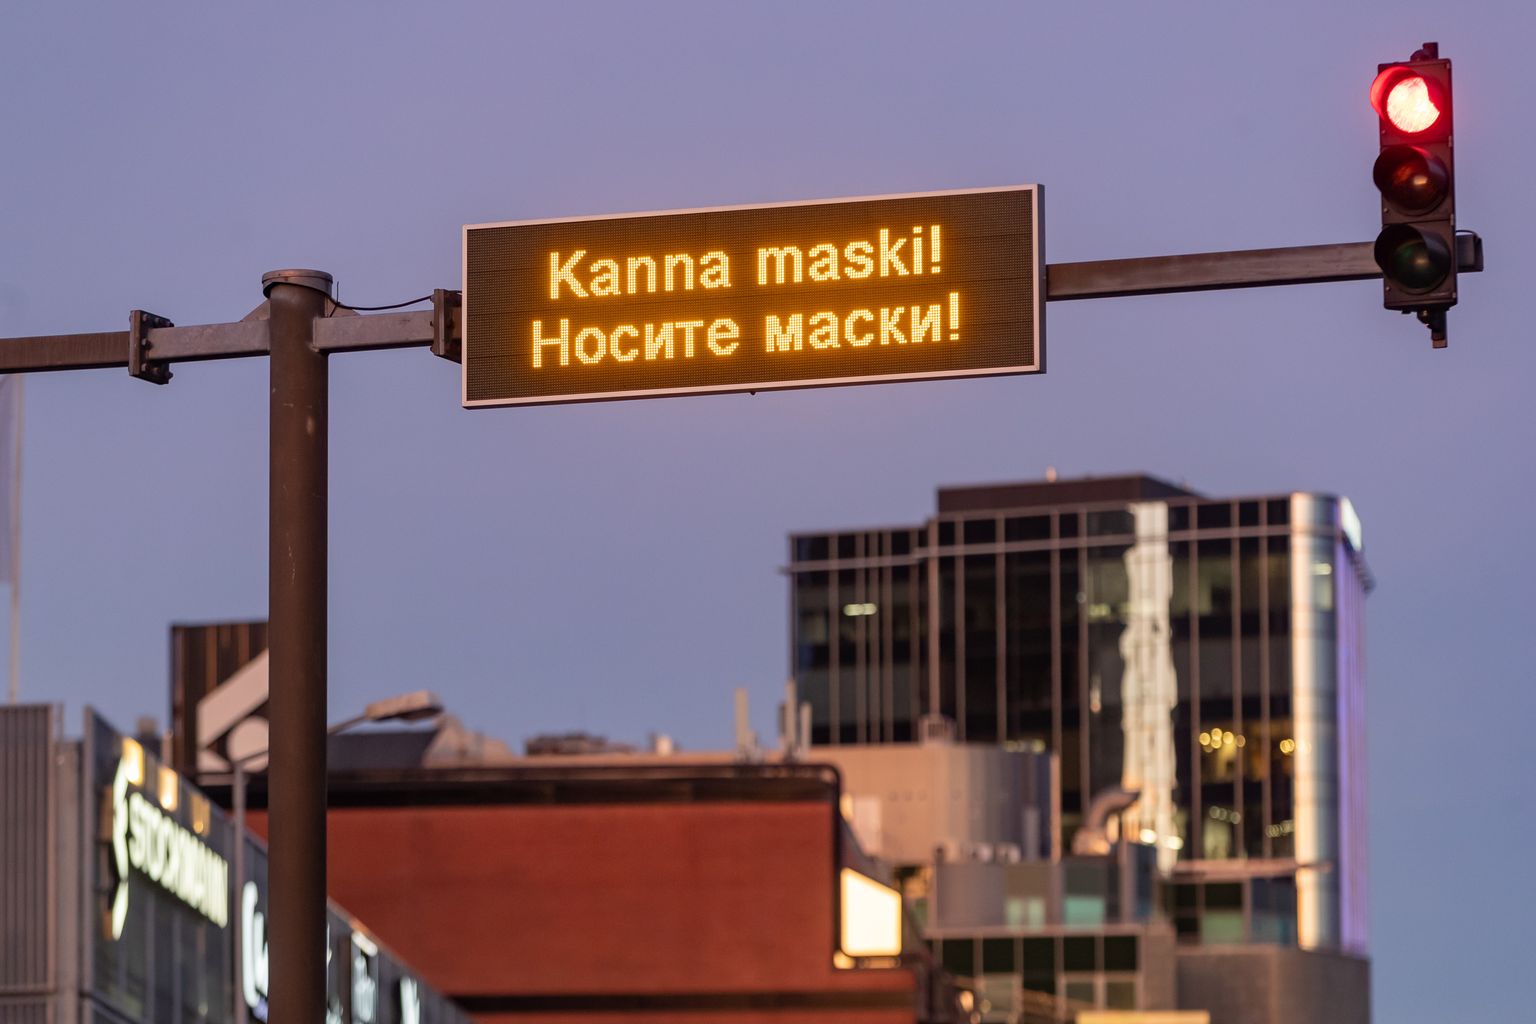 Kanna maski!
Носите маски!
STOCKMANN